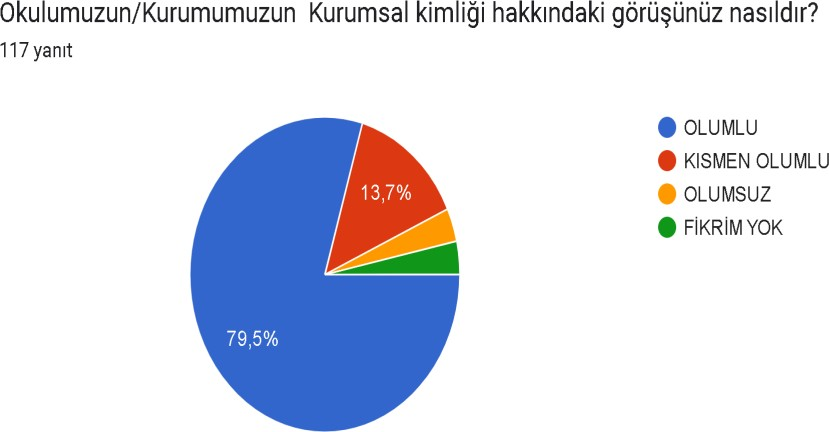 Okulumuzun/Kurumumuzun Kurumsal kimliği hakkındaki görüşünüz nasıldır?
117 yanıt
OLUMLU
KISMEN OLUMLU
OLUMSUZ
FİKRİM YOK
13,7%
79,5%